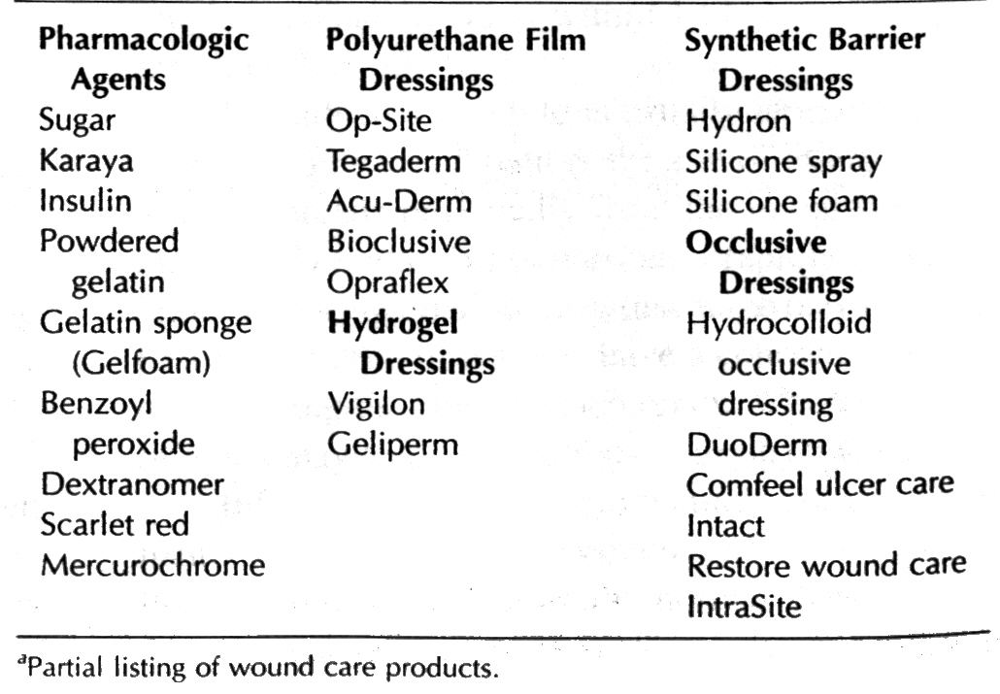 Pharmacologic
Agents
Sugar
Karaya
Insulin
Powdered
gelatin
Gelatin sponge
(Gelfoam)
Benzoyl
peroxide
Dextranomer
Scarlet red
Mercurochrome
Polyurethane Film
Dressings
Op-Site
Tegaderm
Acu-Derm
Bioclusive
Opraflex
Hydrogel
Dressings
Vigilon
Geliperm
Synthetic Barrier
Dressings
Hydron
Silicone spray
Silicone foam
Occlusive
Dressings
Hydrocolloid
occlusive
dressing
DuoDerm
Comfeel ulcer care
Intact
Restore wound care
IntraSite
ᵃPartial listing of wound care products.